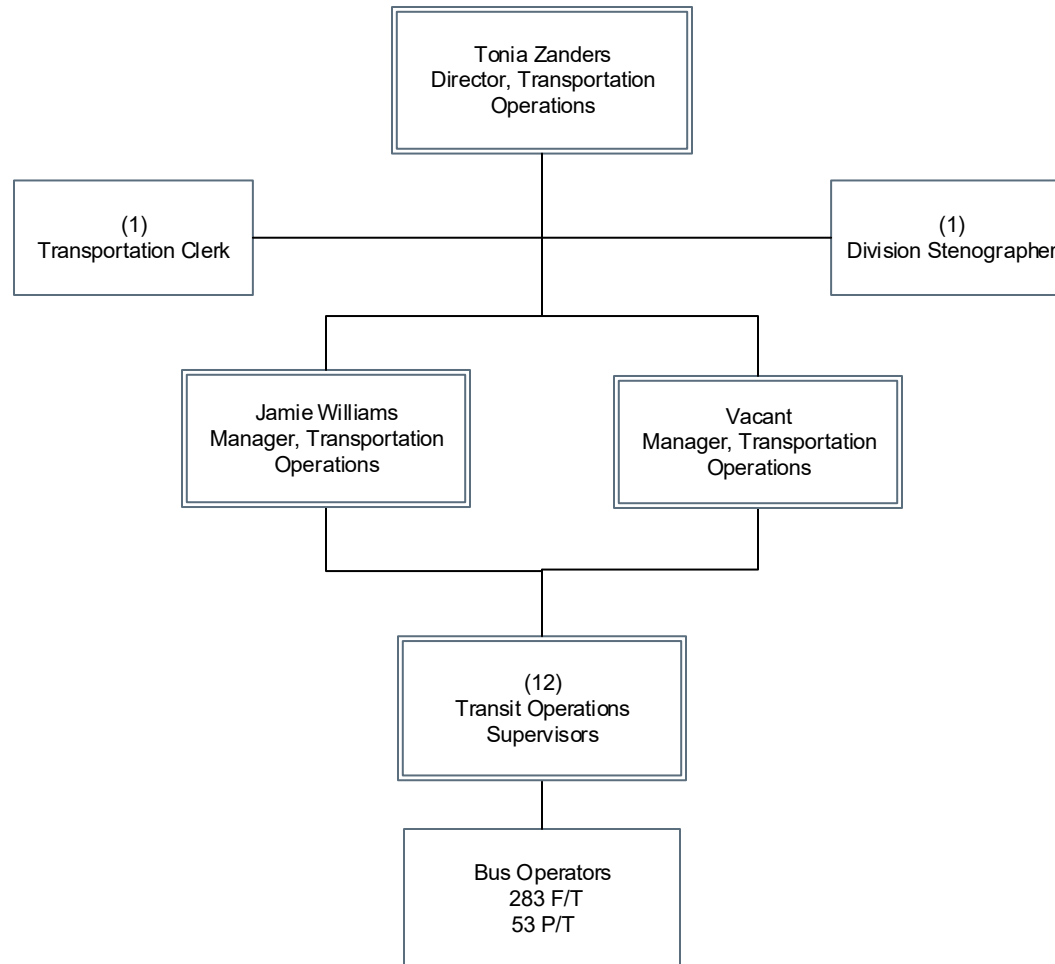 Tonia Zanders
Director, Transportation
Operations
(1)
Transportation Clerk
(1)
Division Stenographer
Jamie Williams
Manager, Transportation
Operations
Vacant
Manager, Transportation
Operations
(12)
Transit Operations
Supervisors
Bus Operators
283 F/T
53 P/T